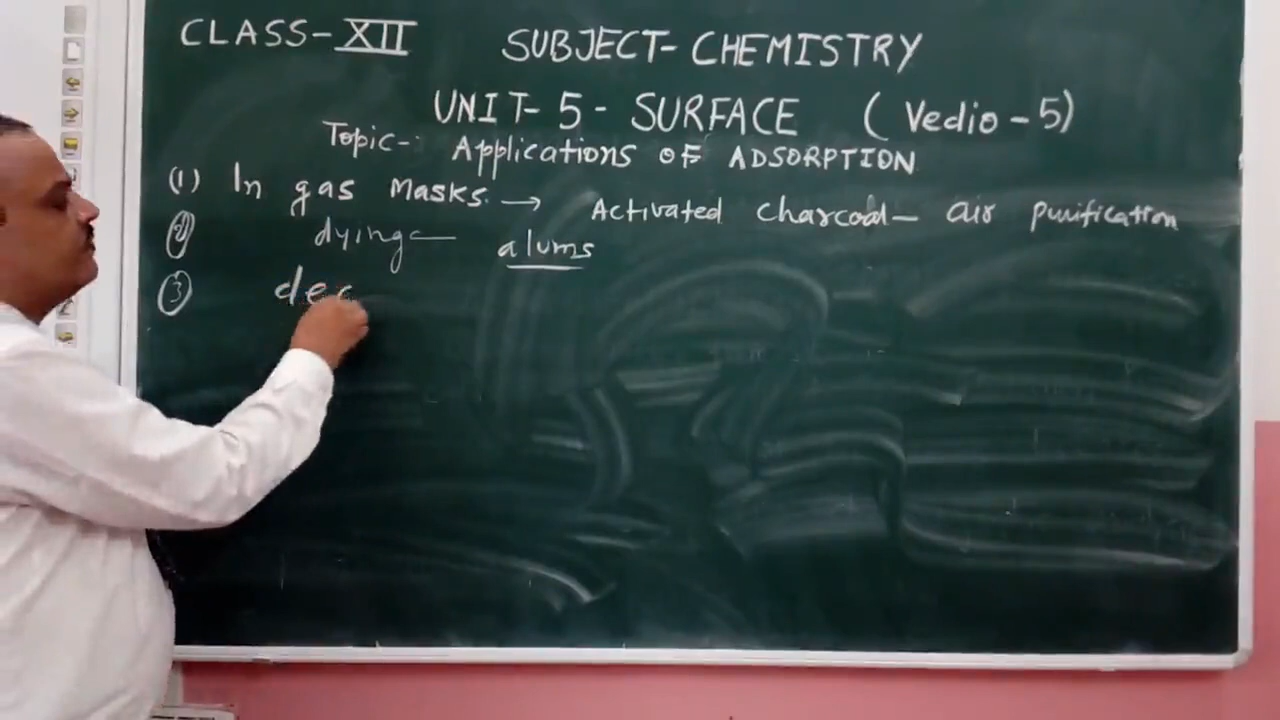 CLASS-XII SUBJECT-CHEMISTRY
UNIT-5-SURFACE (Vedio-5)
Topic-: Applications OF ADSORPTION
(1) In gas Masks. → Activated charcoal- air purification
(2) dying- alums
(3) dec